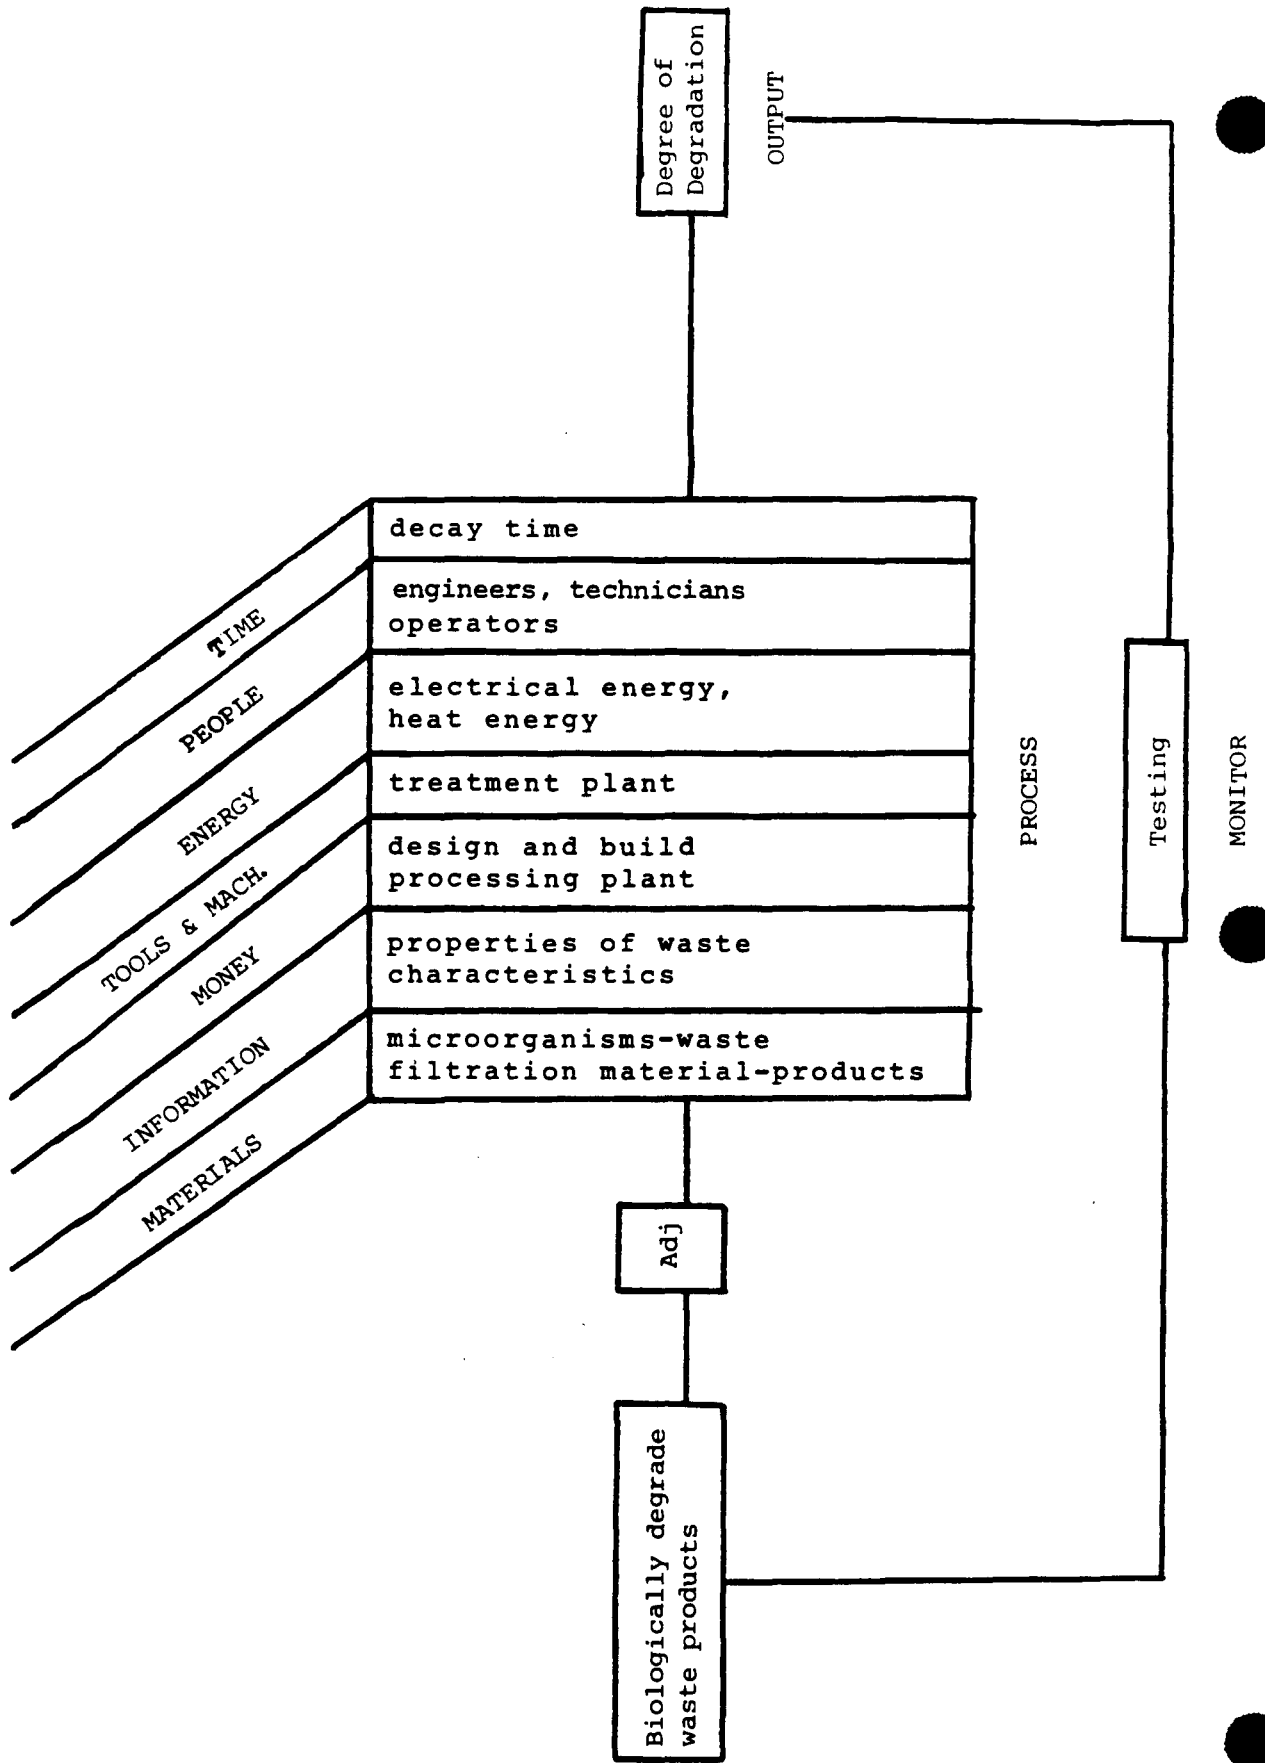 Degree of
Degradation
OUTPUT
TIME
PEOPLE
ENERGY
TOOLS & MACH.
MONEY
INFORMATION
MATERIALS
decay time
engineers, technicians
operators
electrical energy,
heat energy
treatment plant
design and build
processing plant
properties of waste
characteristics
microorganisms-waste
filtration material-products
PROCESS
Testing
MONITOR
Adj
Biologically degrade
waste products